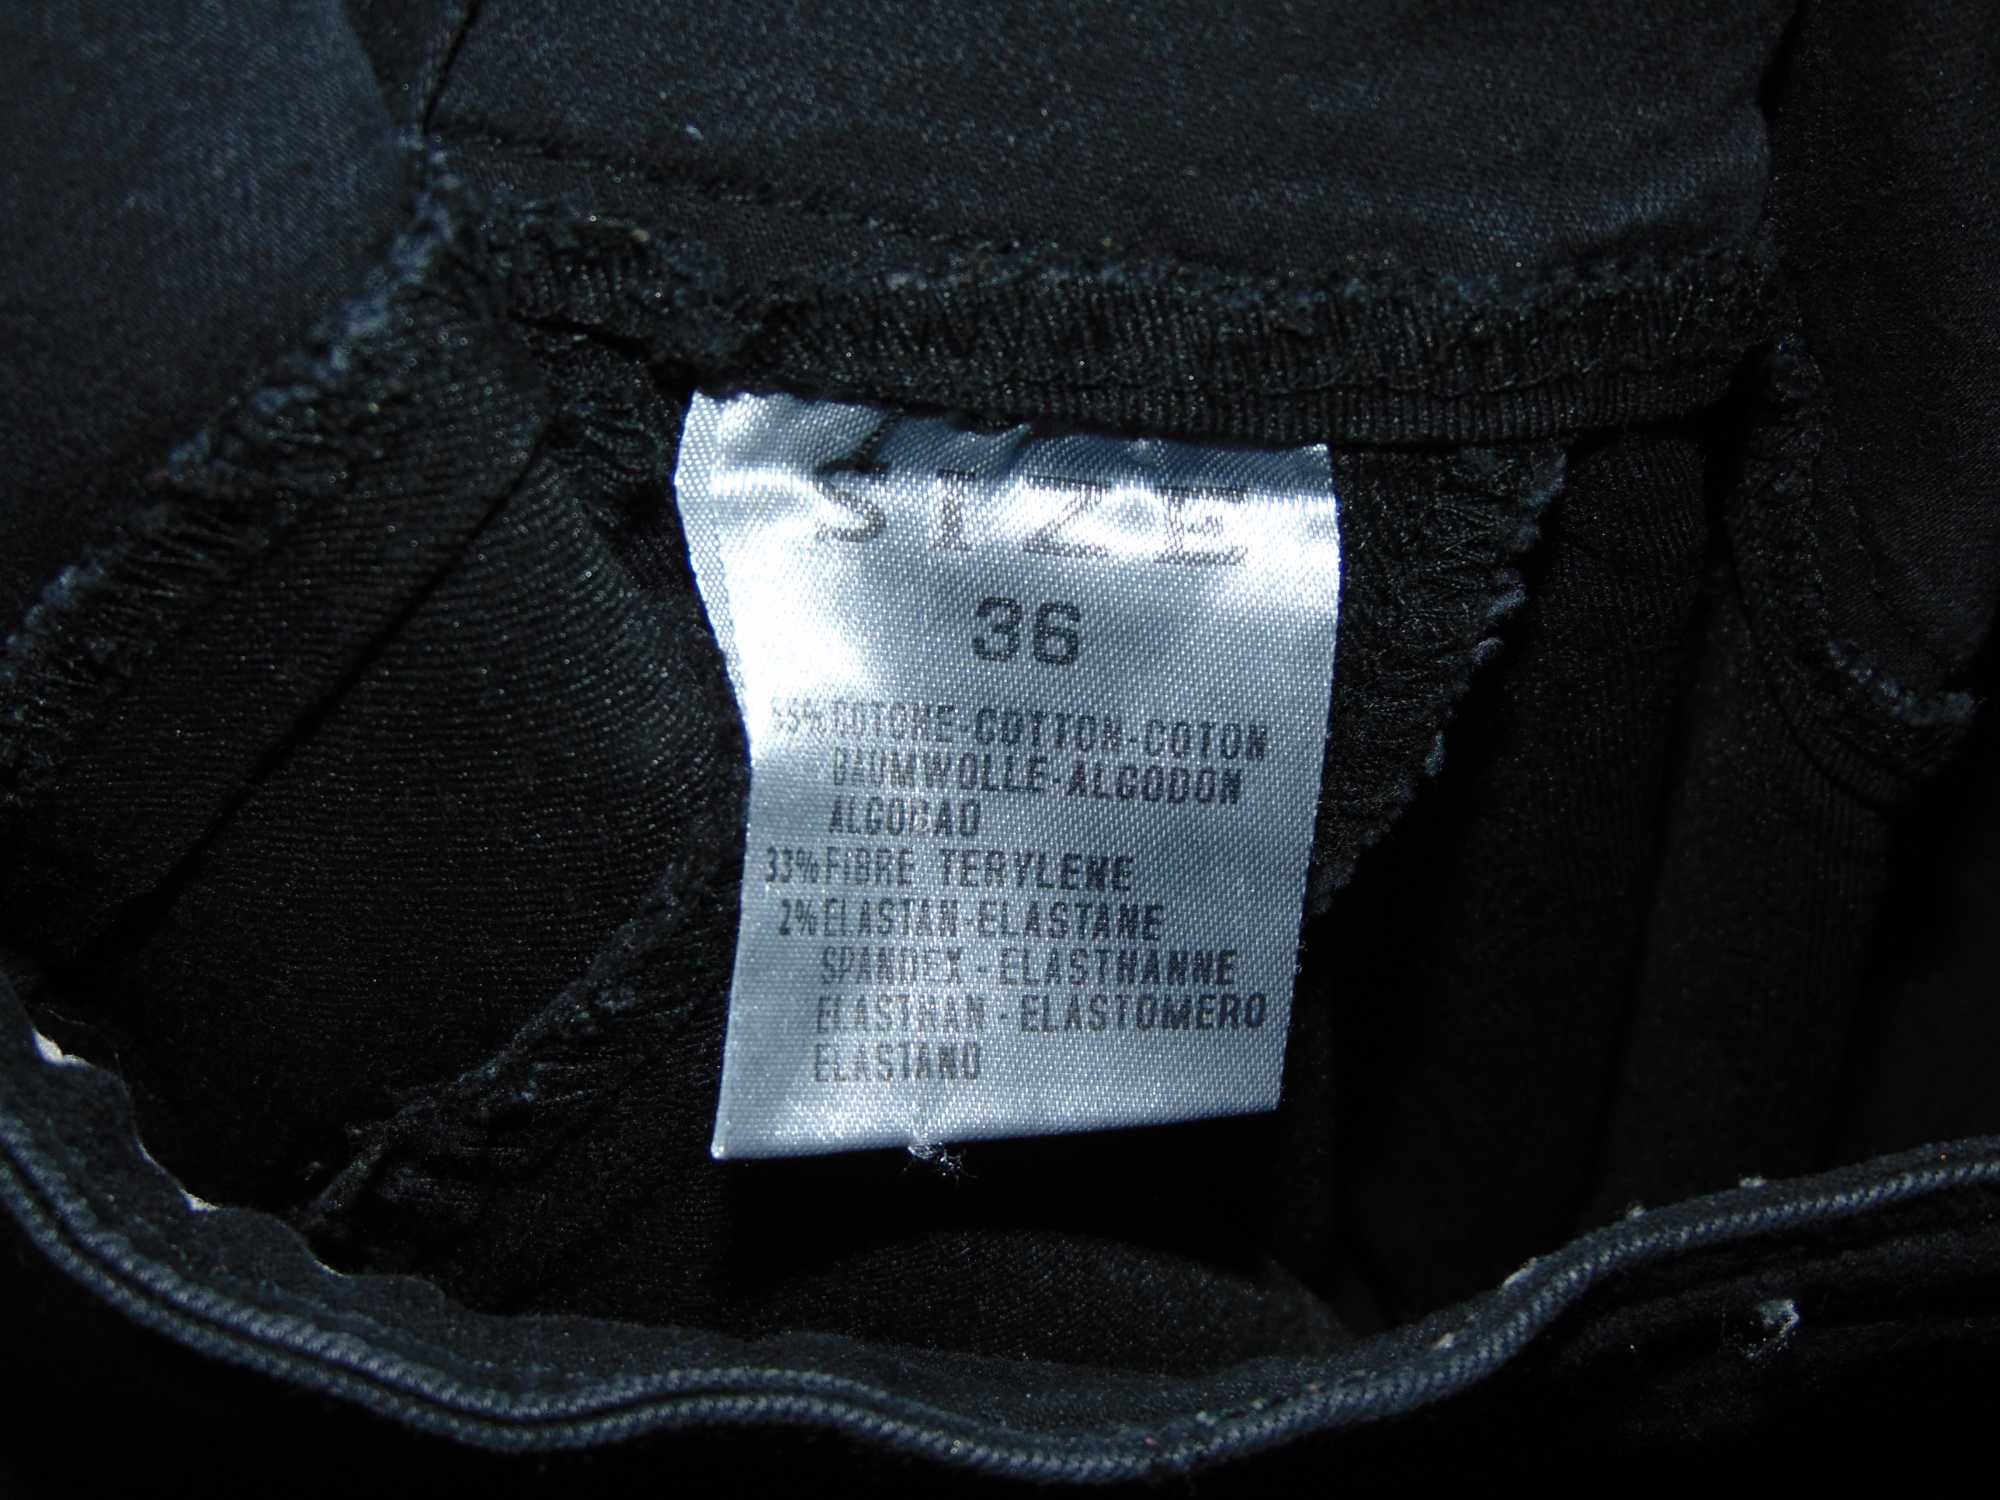 SIZE
36
65%COTONE-COTTON-COTON
BAUMWOLLE-ALGODON
ALGODAO
33%FIBRE TERYLENE
2%ELASTAN-ELASTANE
SPANDEX -ELASTHANNE
ELASTHAN - ELASTOMERO
ELASTANO